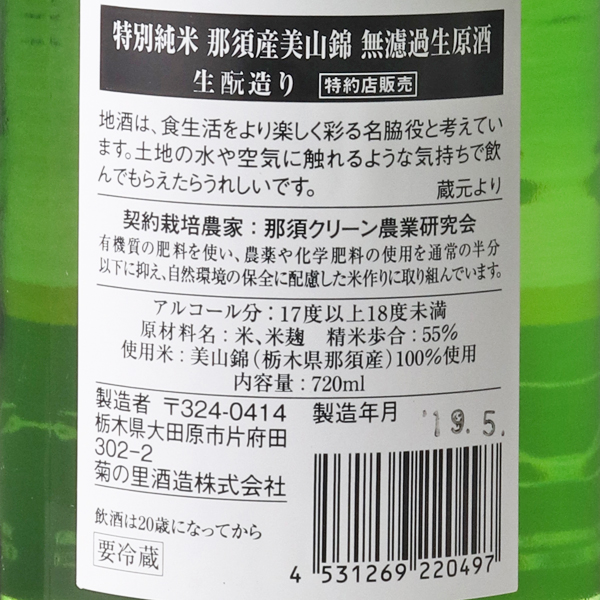 特別純米 那須産美山錦 無濾過生原酒
生酛造り 特約店販売
地酒は、食生活をより楽しく彩る名脇役と考えてい
ます。土地の水や空気に触れるような気持ちで飲
んでもらえたらうれしいです。 蔵元より
契約栽培農家：那須クリーン農業研究会
有機質の肥料を使い、農薬や化学肥料の使用を通常の半分
以下に抑え、自然環境の保全に配慮した米作りに取り組んでいます。
アルコール分：17度以上18度未満
原材料名：米、米麹 精米歩合：55%
使用米：美山錦（栃木県那須産）100%使用
内容量：720ml
製造者 〒324-0414 製造年月 '19.5.
栃木県大田原市片府田
302-2
菊の里酒造株式会社
飲酒は20歳になってから
要冷蔵
4 531269 220497